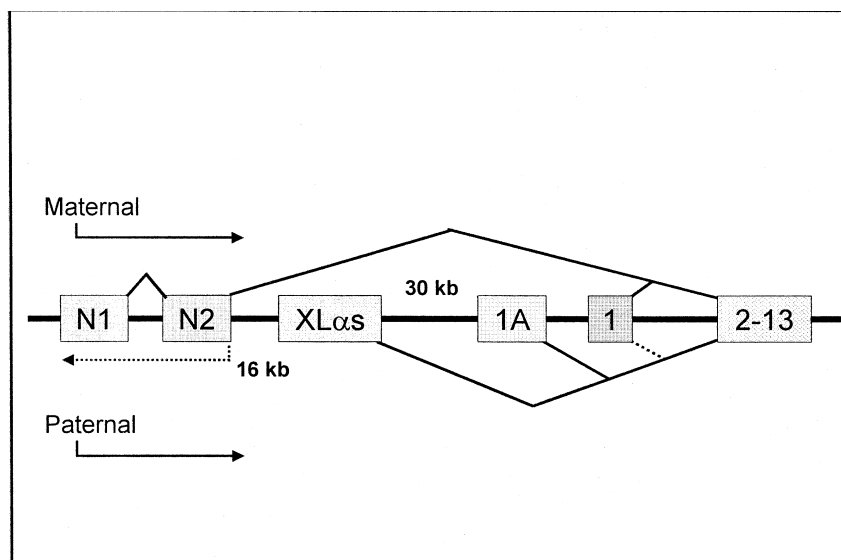 Maternal
30 kb
N1 N2 XLαs 1A 1 2-13
16 kb
Paternal